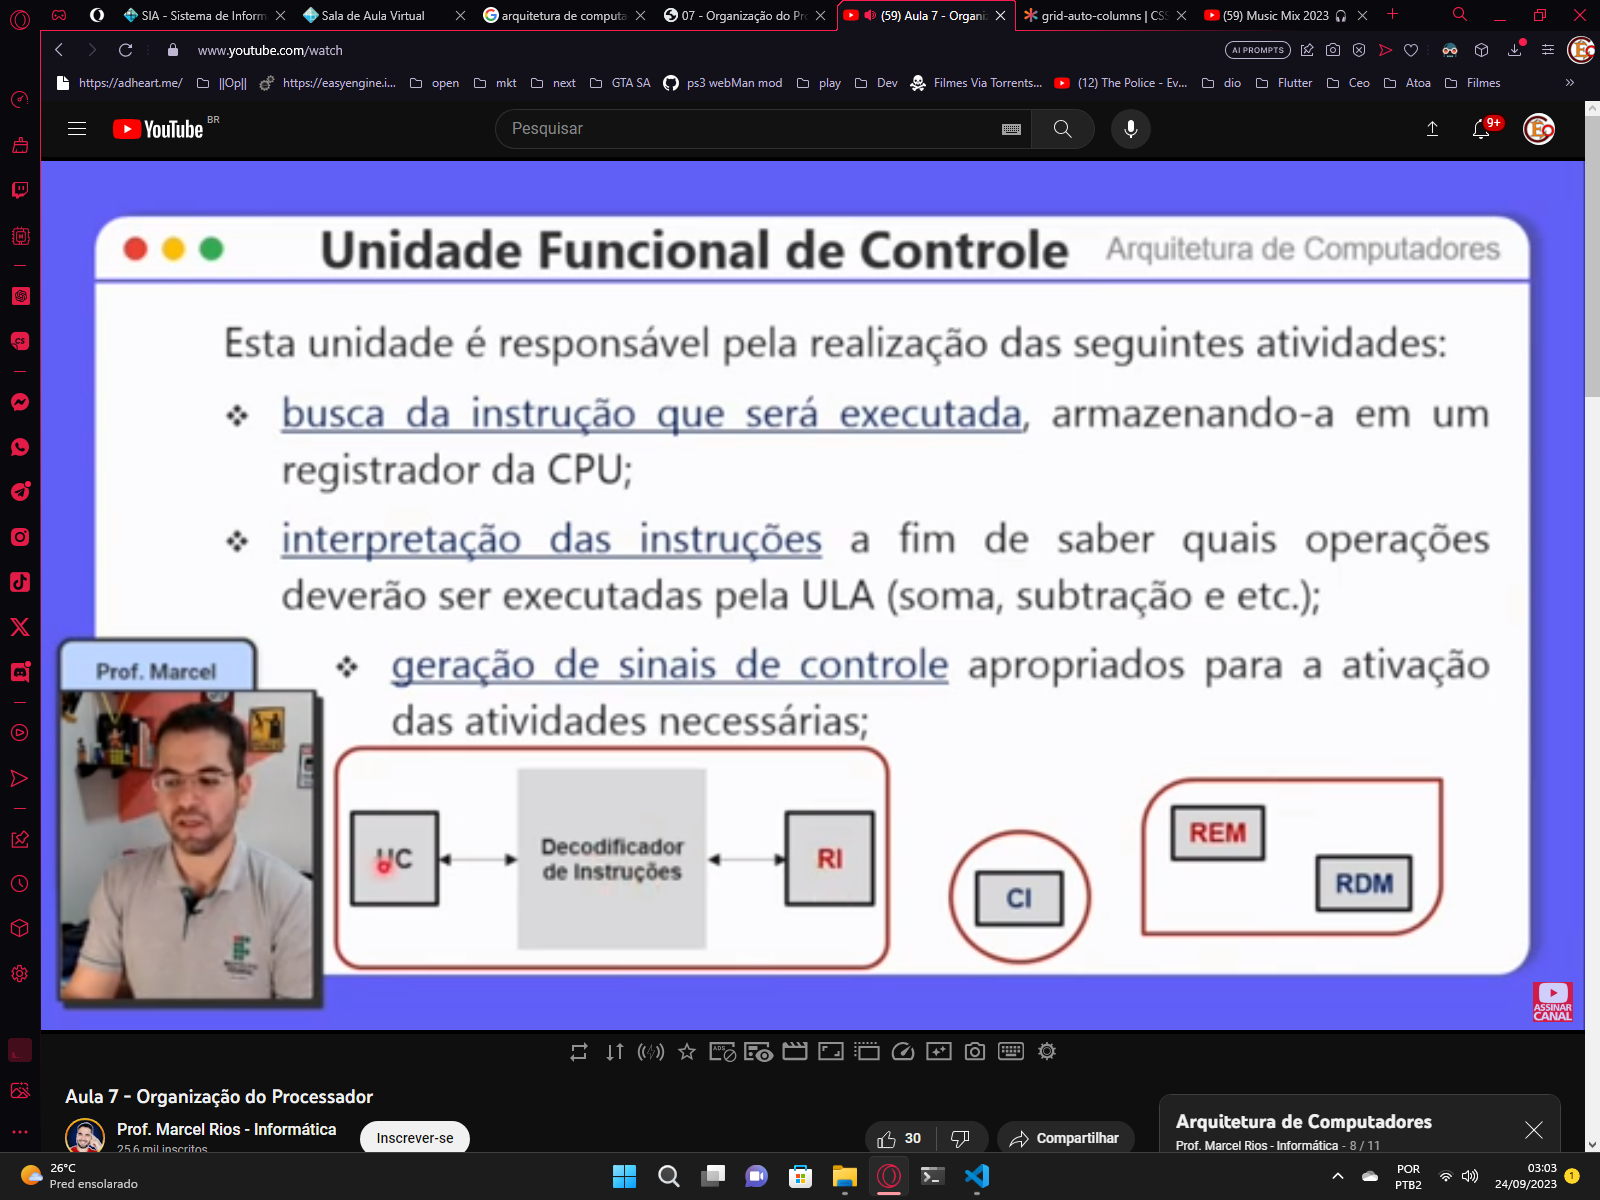 SIA - Sistema de Inform
Sala de Aula Virtual
arquitetura de computa
07 - Organização do Pr
(59) Aula 7 - Organi
grid-auto-columns | CSS
(59) Music Mix 2023
www.youtube.com/watch
AI PROMPTS
https://adheart.me/
||Op||
https://easyengine.i...
open
mkt
next
GTA SA
ps3 webMan mod
play
Dev
Filmes Via Torrents...
(12) The Police - Ev...
dio
Flutter
Ceo
Atoa
Filmes
YouTube BR
Pesquisar
9+
Unidade Funcional de Controle
Arquitetura de Computadores
Esta unidade é responsável pela realização das seguintes atividades:
busca da instrução que será executada, armazenando-a em um
registrador da CPU;
interpretação das instruções a fim de saber quais operações
deverão ser executadas pela ULA (soma, subtração e etc.);
geração de sinais de controle apropriados para a ativação
das atividades necessárias;
Prof. Marcel
UC
Decodificador
de Instruções
RI
CI
REM
RDM
ASSINAR
CANAL
Aula 7 - Organização do Processador
Prof. Marcel Rios - Informática
25,6 mil inscritos
Inscrever-se
30
Compartilhar
Arquitetura de Computadores
Prof. Marcel Rios - Informática - 8 / 11
26°C
Pred ensolarado
POR
PTB2
03:03
24/09/2023
1